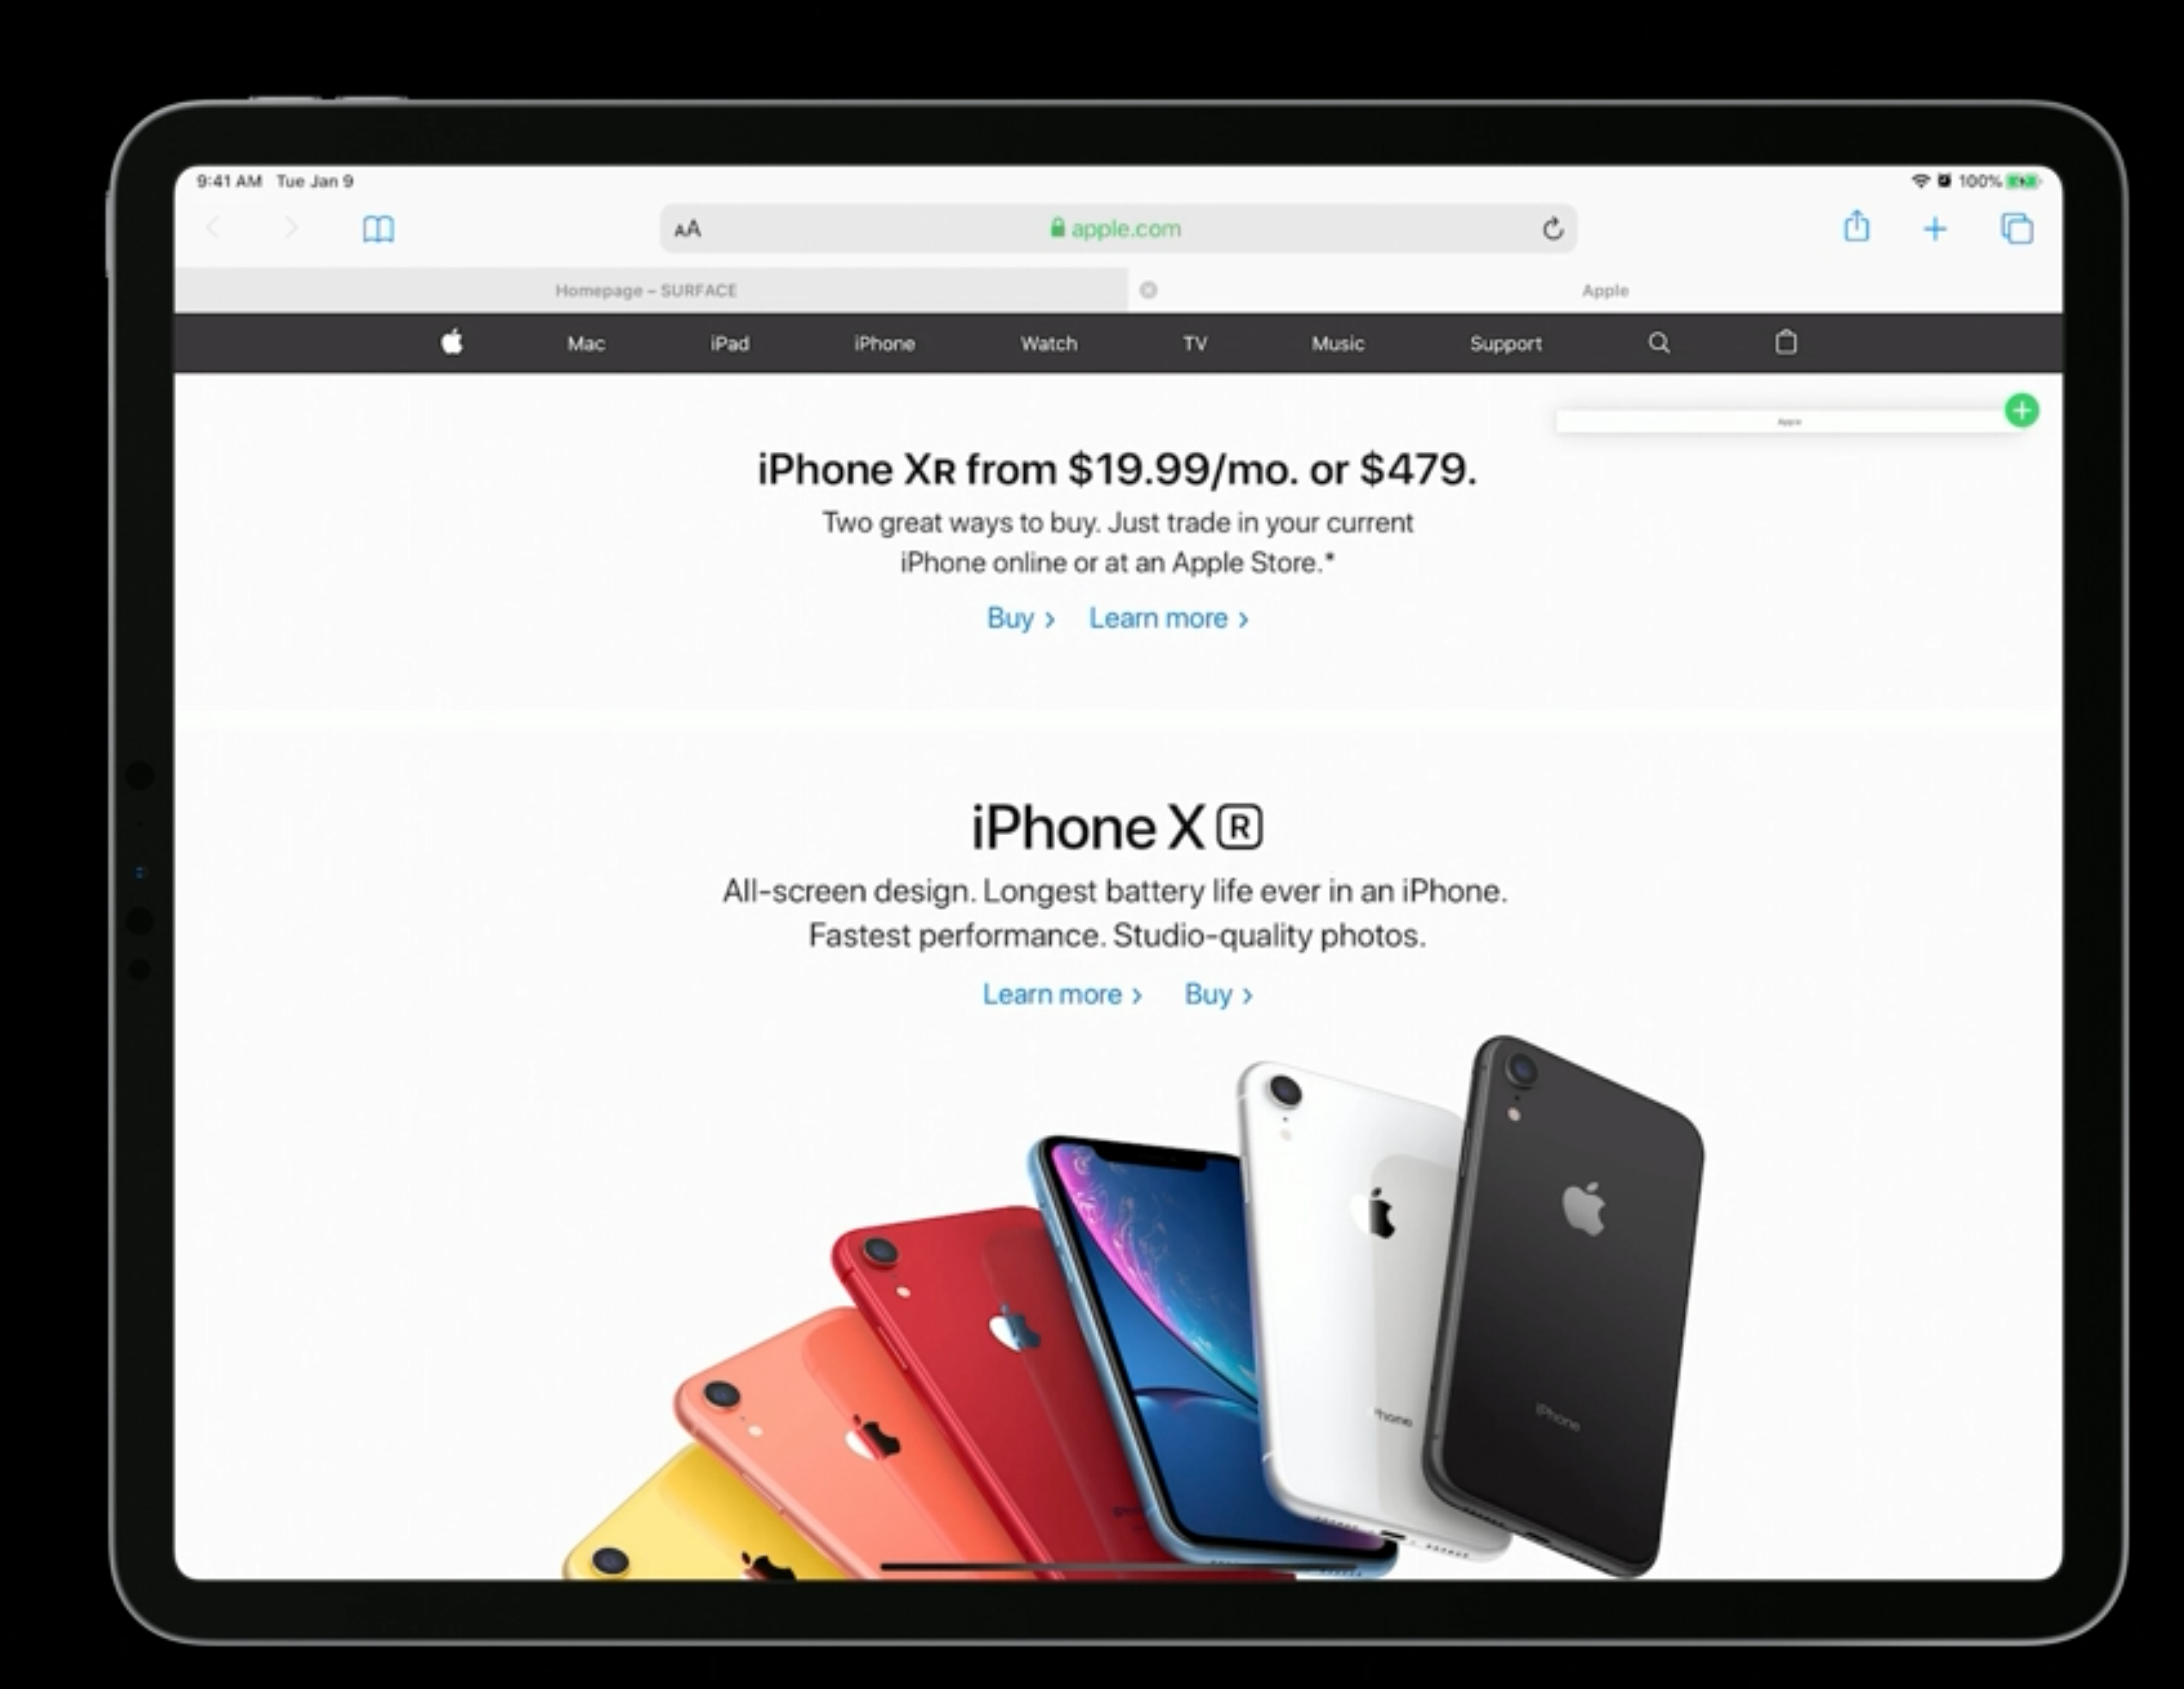 9:41 AM Tue Jan 9
100%
AA apple.com
Homepage – SURFACE
Apple
Mac iPad iPhone Watch TV Music Support
Apple
iPhone XR from $19.99/mo. or $479.
Two great ways to buy. Just trade in your current
iPhone online or at an Apple Store.*
Buy > Learn more >
iPhone XR
All-screen design. Longest battery life ever in an iPhone.
Fastest performance. Studio-quality photos.
Learn more > Buy >
iPhone
iPhone